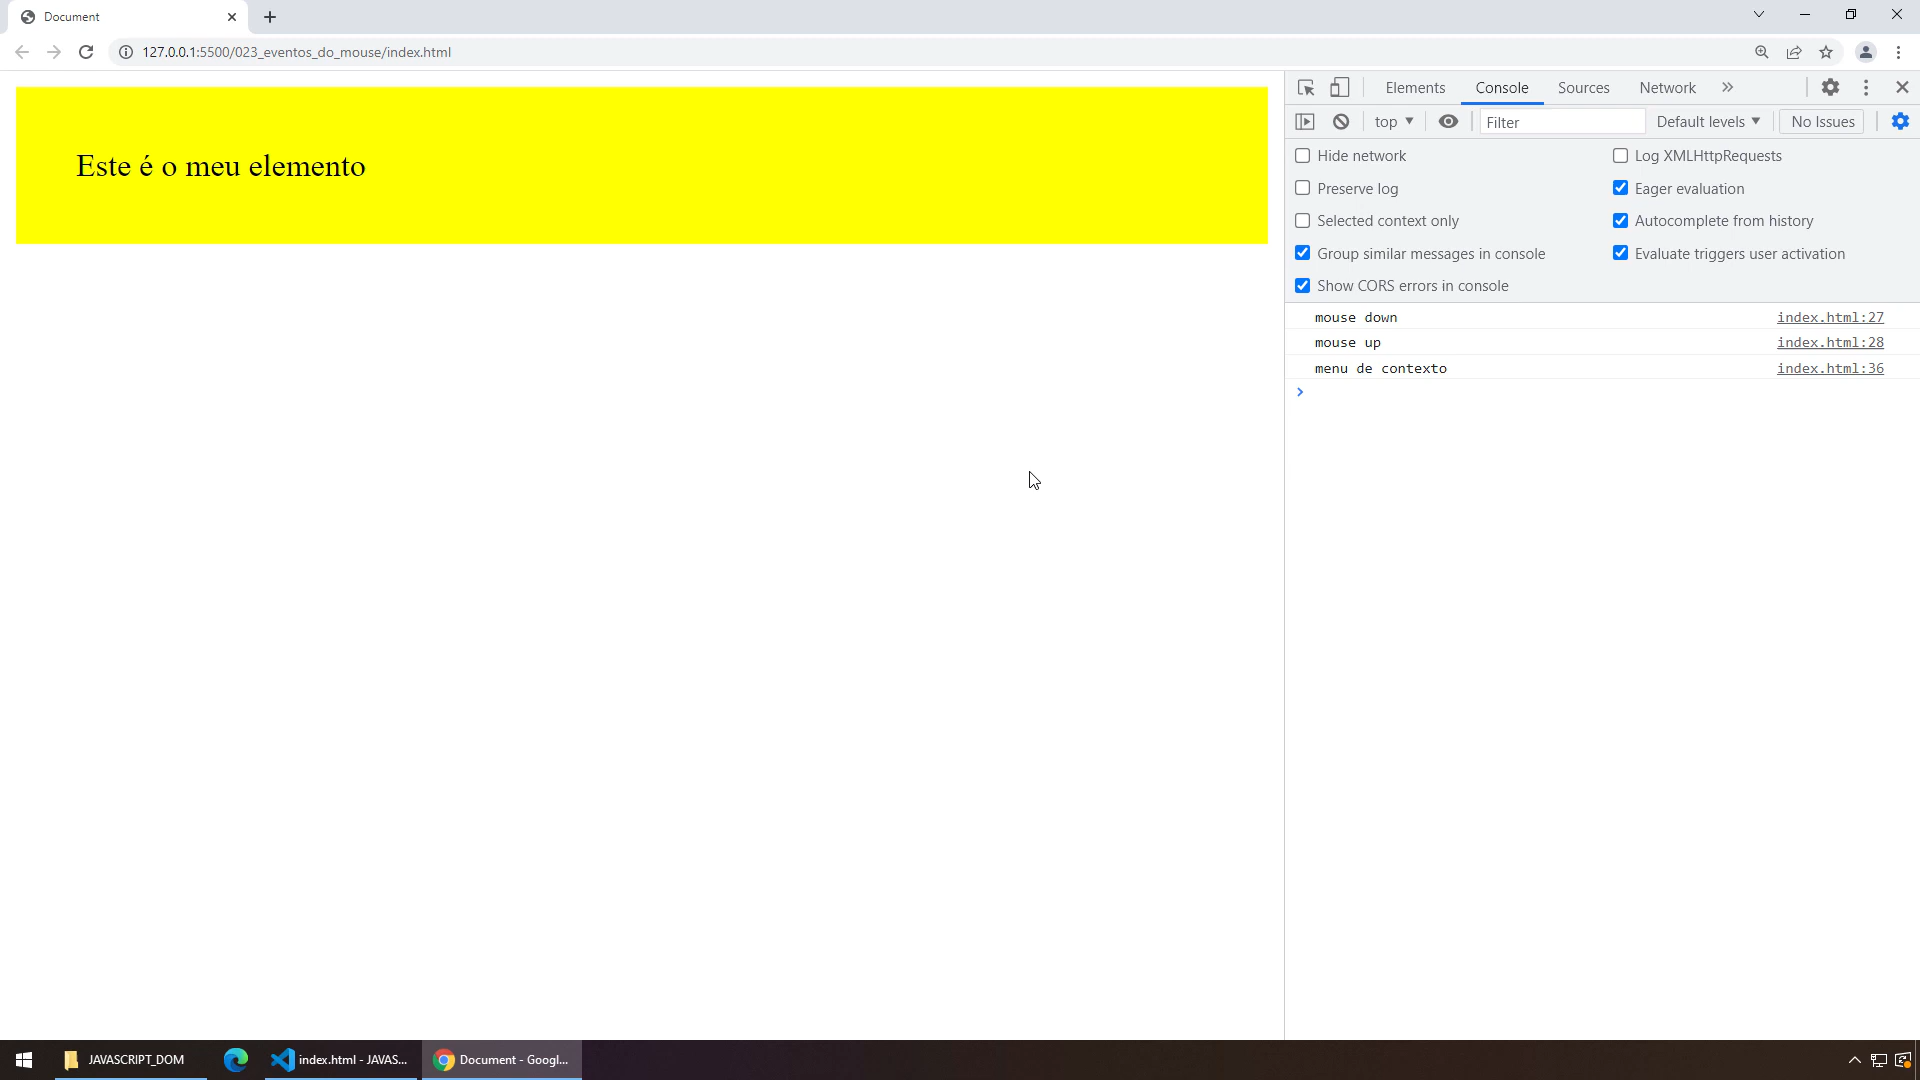 Document
127.0.0.1:5500/023_eventos_do_mouse/index.html
Este é o meu elemento
Elements Console Sources Network
top Filter Default levels No Issues
Hide network Log XMLHttpRequests
Preserve log Eager evaluation
Selected context only Autocomplete from history
Group similar messages in console Evaluate triggers user activation
Show CORS errors in console
mouse down index.html:27
mouse up index.html:28
menu de contexto index.html:36
JAVASCRIPT_DOM index.html - JAVAS... Document - Googl...